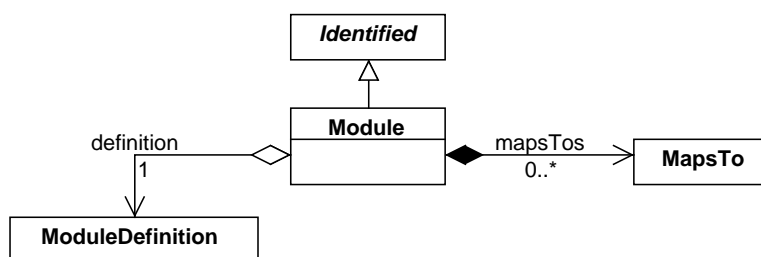 Identified
Module
definition
1
mapsTos
0..*
MapsTo
ModuleDefinition